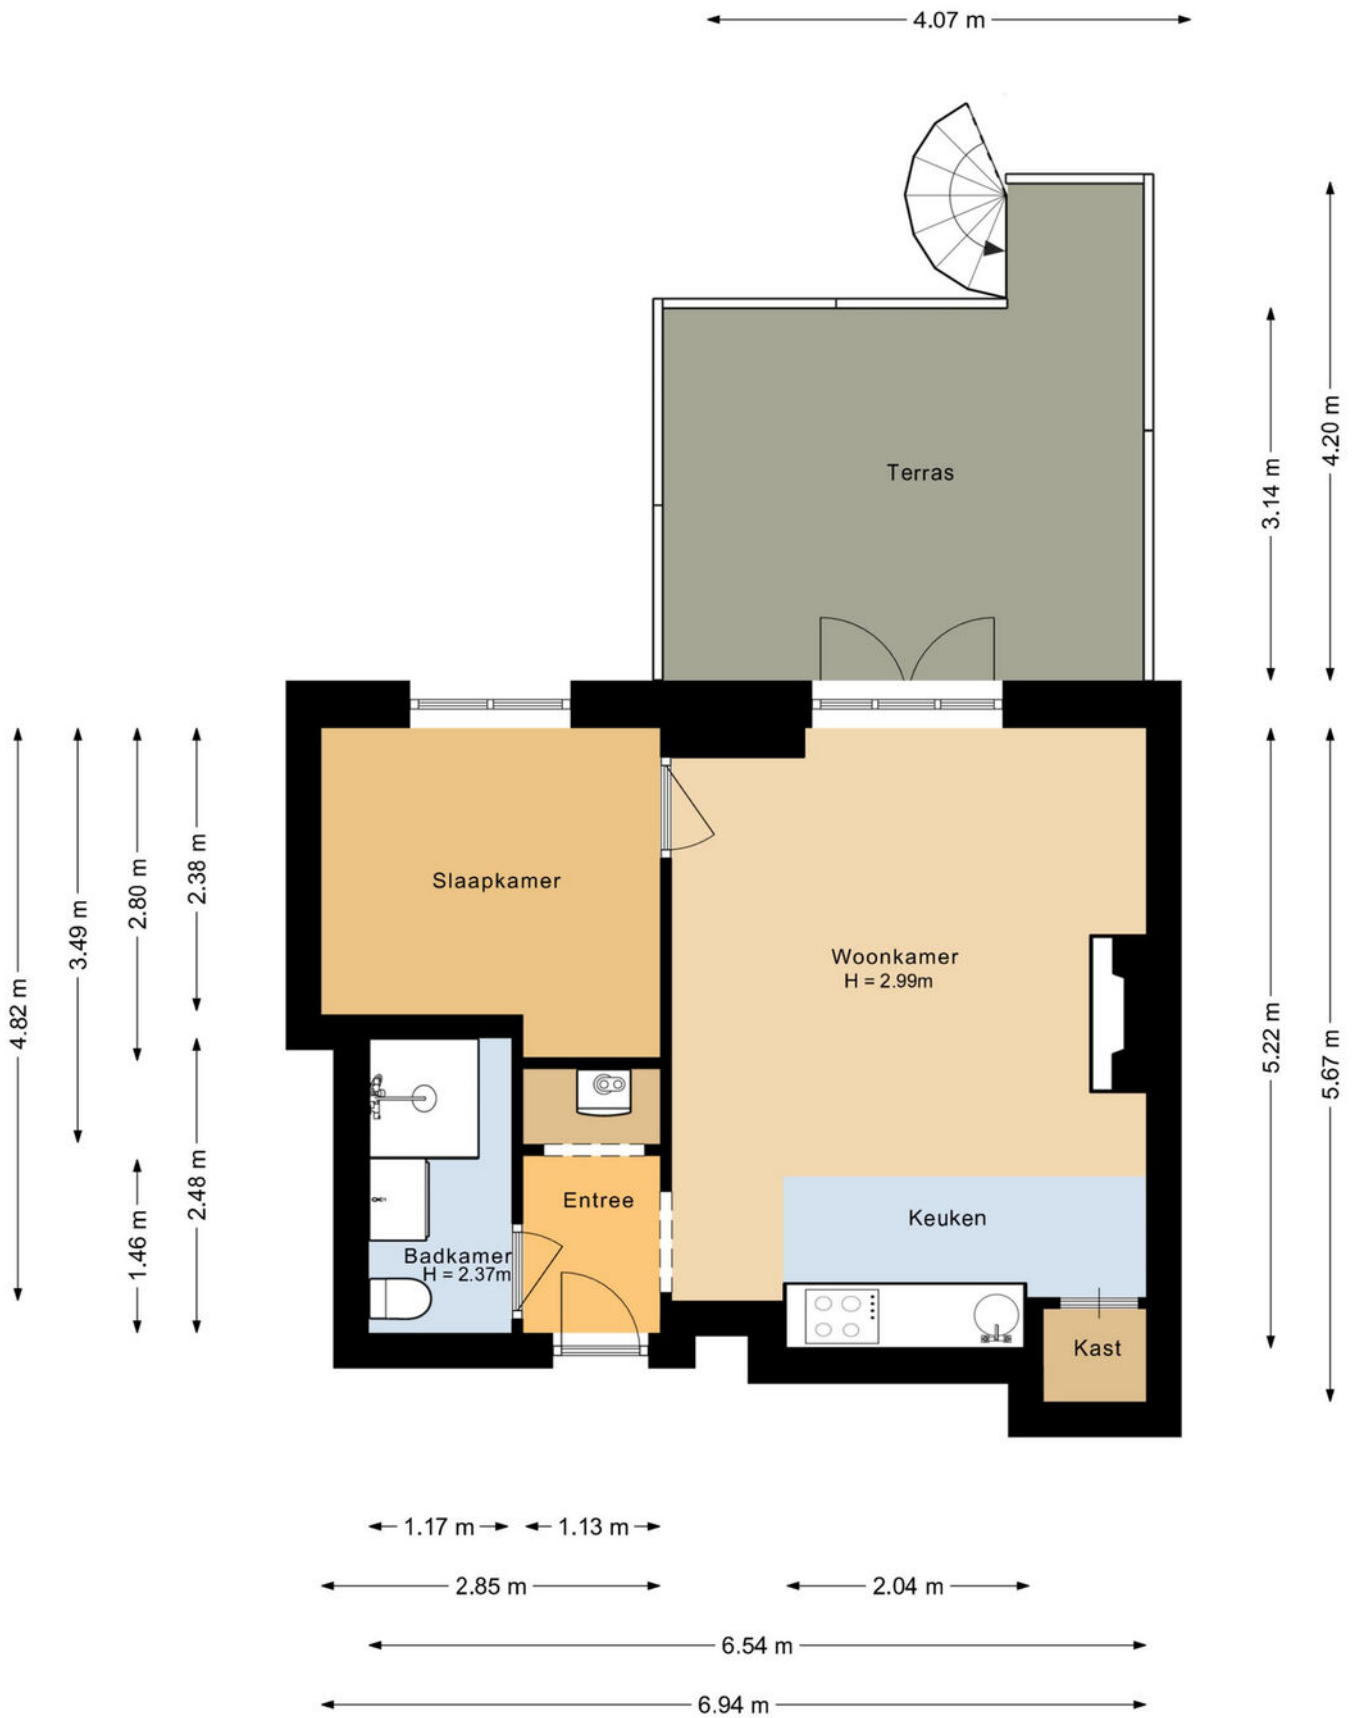 4.07 m
4.20 m
3.14 m
Terras
2.38 m
2.80 m
3.49 m
4.82 m
Slaapkamer
Woonkamer
H = 2.99m
5.22 m
5.67 m
2.48 m
1.46 m
Entree
Keuken
Badkamer
H = 2.37m
Kast
1.17 m
1.13 m
2.85 m
2.04 m
6.54 m
6.94 m